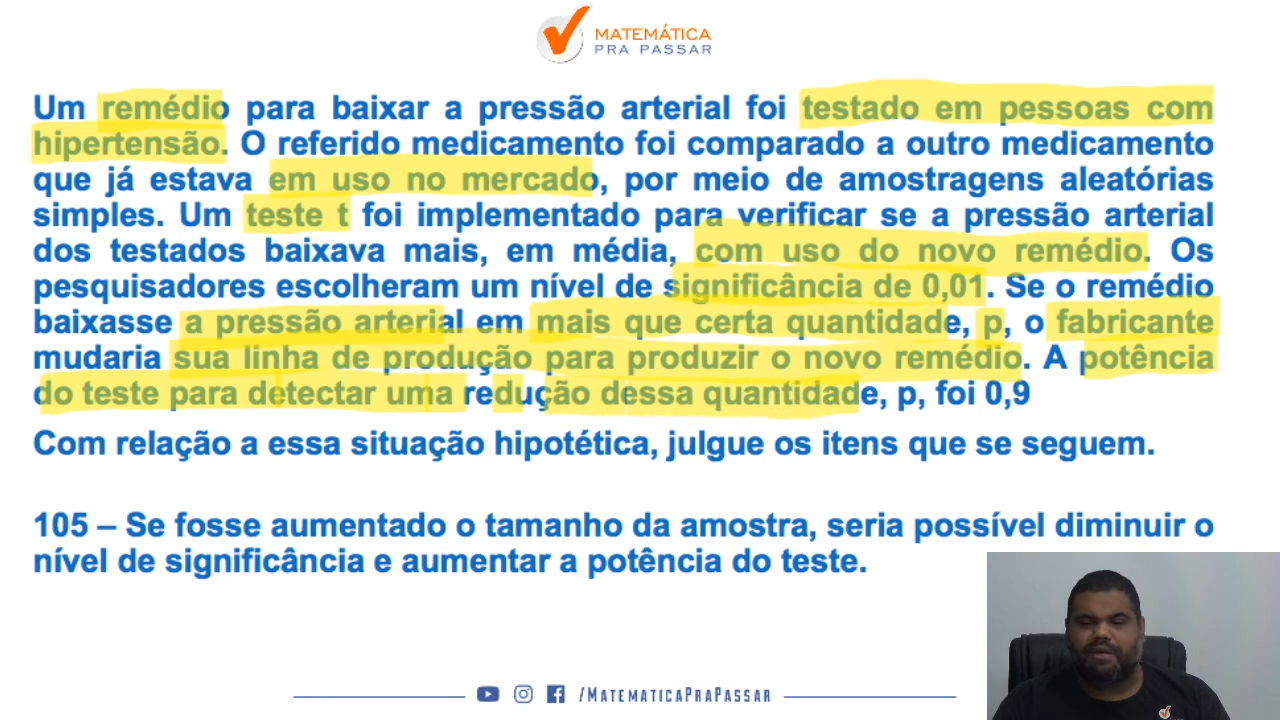 MATEMÁTICA
PRA PASSAR
Um remédio para baixar a pressão arterial foi testado em pessoas com
hipertensão. O referido medicamento foi comparado a outro medicamento
que já estava em uso no mercado, por meio de amostragens aleatórias
simples. Um teste t foi implementado para verificar se a pressão arterial
dos testados baixava mais, em média, com uso do novo remédio. Os
pesquisadores escolheram um nível de significância de 0,01. Se o remédio
baixasse a pressão arterial em mais que certa quantidade, p, o fabricante
mudaria sua linha de produção para produzir o novo remédio. A potência
do teste para detectar uma redução dessa quantidade, p, foi 0,9
Com relação a essa situação hipotética, julgue os itens que se seguem.
105 – Se fosse aumentado o tamanho da amostra, seria possível diminuir o
nível de significância e aumentar a potência do teste.
/MATEMATICAPRAPASSAR